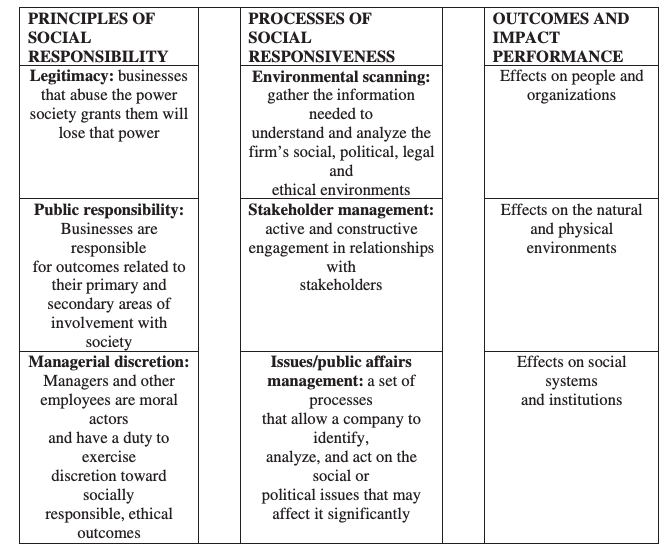 PRINCIPLES OF
SOCIAL
RESPONSIBILITY
PROCESSES OF
SOCIAL
RESPONSIVENESS
OUTCOMES AND
IMPACT
PERFORMANCE
Legitimacy: businesses
that abuse the power
society grants them will
lose that power
Environmental scanning:
gather the information
needed to
understand and analyze the
firm's social, political, legal
and
ethical environments
Effects on people and
organizations
Public responsibility:
Businesses are
responsible
for outcomes related to
their primary and
secondary areas of
involvement with
society
Stakeholder management:
active and constructive
engagement in relationships
with
stakeholders
Effects on the natural
and physical
environments
Managerial discretion:
Managers and other
employees are moral
actors
and have a duty to
exercise
discretion toward
socially
responsible, ethical
outcomes
Issues/public affairs
management: a set of
processes
that allow a company to
identify,
analyze, and act on the
social or
political issues that may
affect it significantly
Effects on social
systems
and institutions